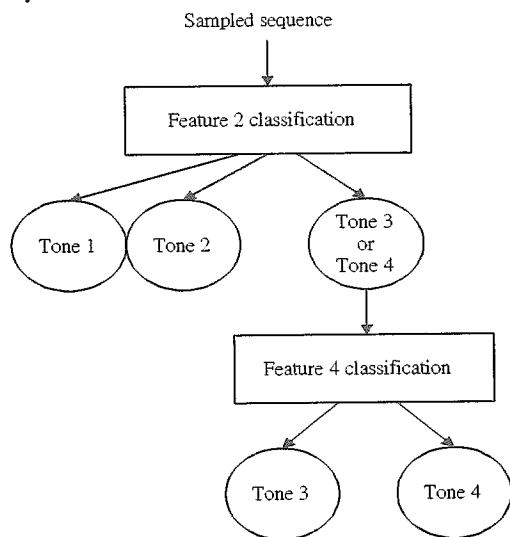 Sampled sequence
Feature 2 classification
Tone 1
Tone 2
Tone 3
or
Tone 4
Feature 4 classification
Tone 3
Tone 4